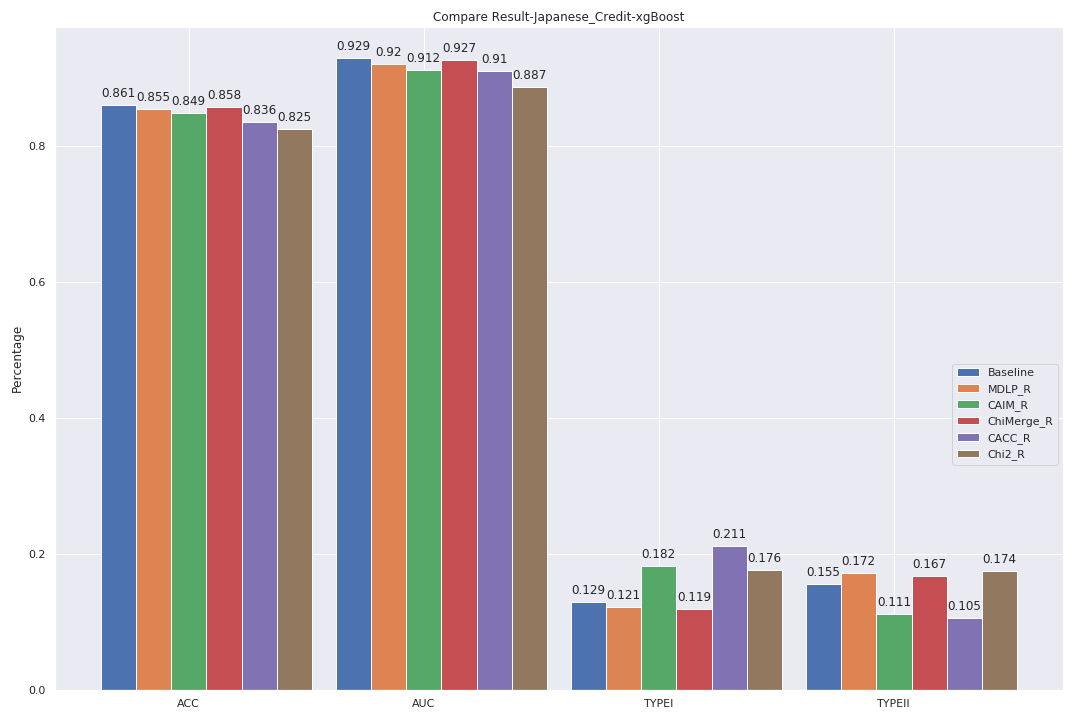 Compare Result-Japanese_Credit-xgBoost
Percentage
0.8
0.6
0.4
0.2
0.0
0.861
0.855
0.849
0.858
0.836
0.825
0.929
0.92
0.912
0.927
0.91
0.887
0.129
0.121
0.182
0.119
0.211
0.176
0.155
0.172
0.111
0.167
0.105
0.174
Baseline
MDLP_R
CAIM_R
ChiMerge_R
CACC_R
Chi2_R
ACC
AUC
TYPEI
TYPEII